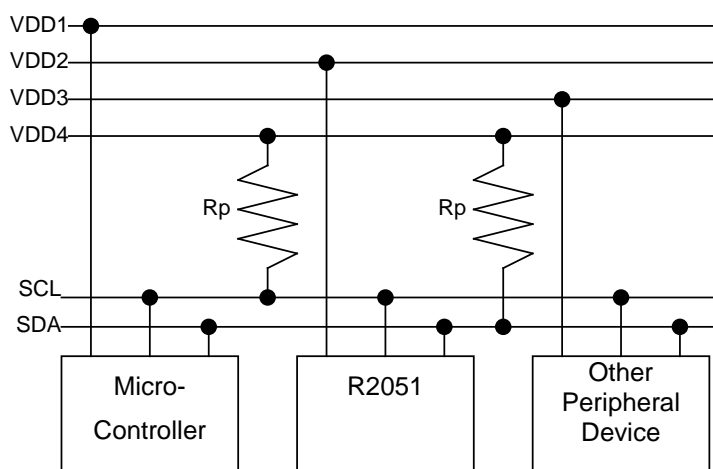 VDD1
VDD2
VDD3
VDD4
Rp
Rp
SCL
SDA
Micro-
Controller
R2051
Other
Peripheral
Device